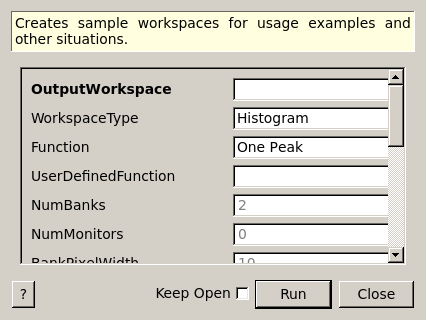 Creates sample workspaces for usage examples and
other situations.
OutputWorkspace
WorkspaceType Histogram
Function One Peak
UserDefinedFunction
NumBanks 2
NumMonitors 0
BankPixelWidth 10
? Keep Open Run Close